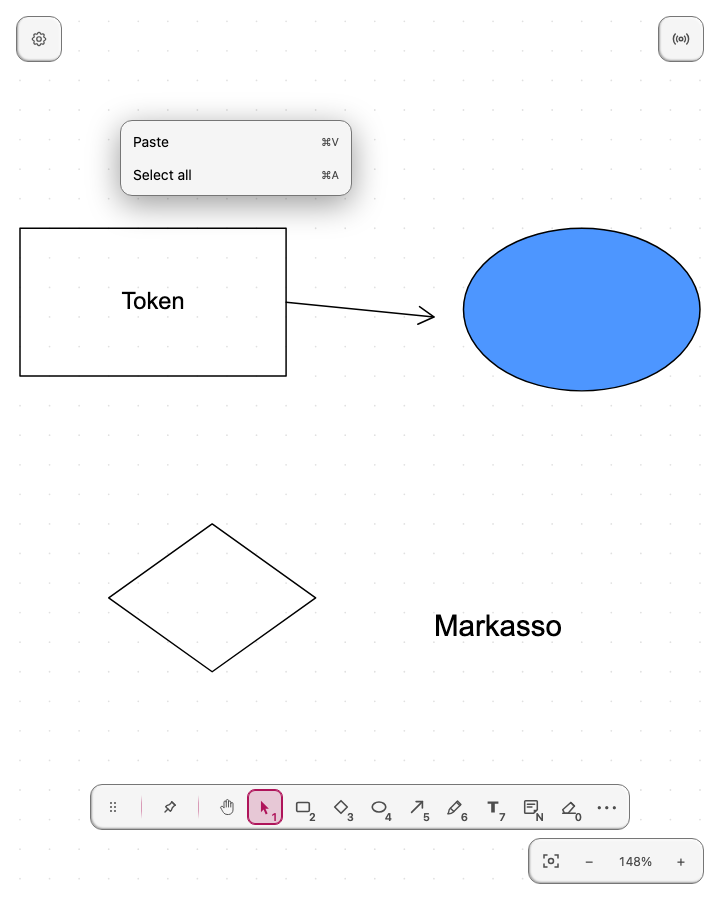 Paste ⌘V
Select all ⌘A
Token
Markasso
1 2 3 4 5 6 7 N 0
− 148% +